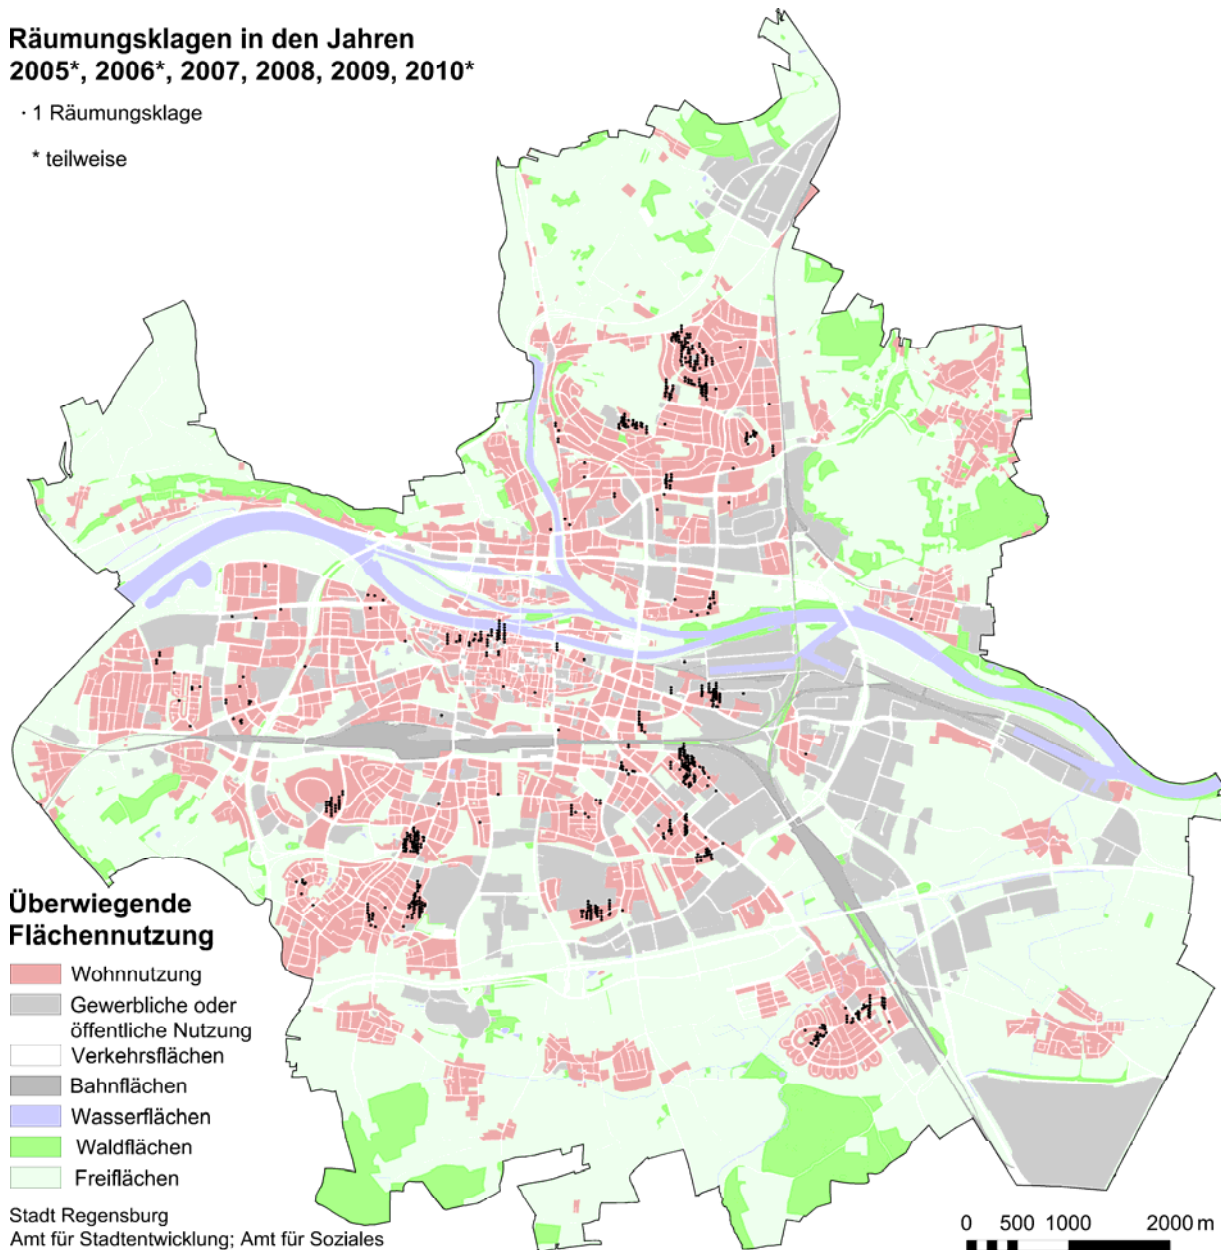 Räumungsklagen in den Jahren
2005*, 2006*, 2007, 2008, 2009, 2010*
· 1 Räumungsklage
* teilweise
Überwiegende
Flächennutzung
Wohnnutzung
Gewerbliche oder
öffentliche Nutzung
Verkehrsflächen
Bahnflächen
Wasserflächen
Waldflächen
Freiflächen
Stadt Regensburg
Amt für Stadtentwicklung; Amt für Soziales
0 500 1000 2000 m